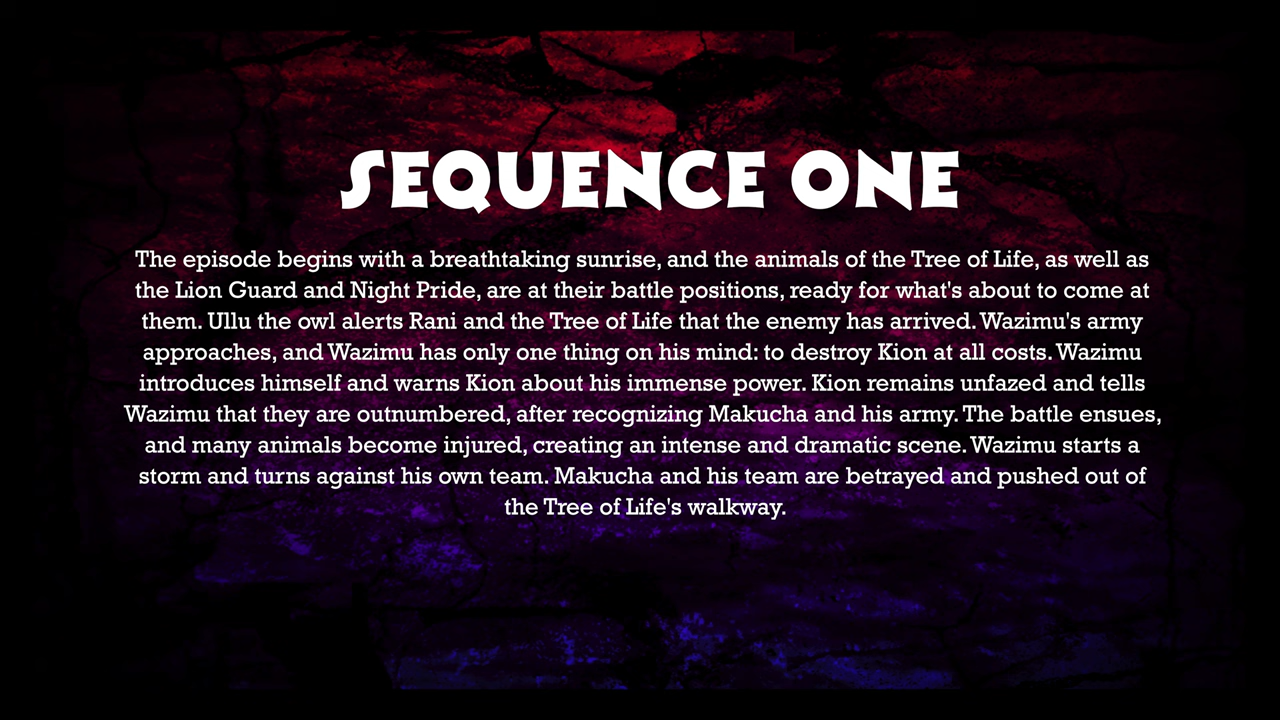 SEQUENCE ONE
The episode begins with a breathtaking sunrise, and the animals of the Tree of Life, as well as
the Lion Guard and Night Pride, are at their battle positions, ready for what's about to come at
them. Ullu the owl alerts Rani and the Tree of Life that the enemy has arrived. Wazimu's army
approaches, and Wazimu has only one thing on his mind: to destroy Kion at all costs. Wazimu
introduces himself and warns Kion about his immense power. Kion remains unfazed and tells
Wazimu that they are outnumbered, after recognizing Makucha and his army. The battle ensues,
and many animals become injured, creating an intense and dramatic scene. Wazimu starts a
storm and turns against his own team. Makucha and his team are betrayed and pushed out of
the Tree of Life's walkway.